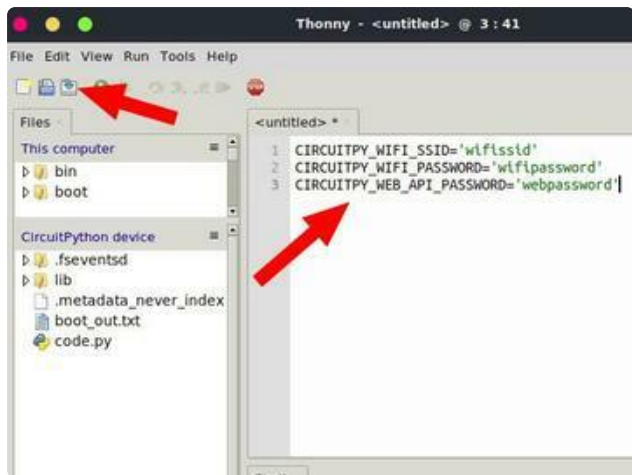 Thonny - <untitled> @ 3:41
File Edit View Run Tools Help
Files
<untitled> *
This computer
bin
boot
CircuitPython device
.fseventsd
lib
.metadata_never_index
boot_out.txt
code.py
1 CIRCUITPY_WIFI_SSID='wifissid'
2 CIRCUITPY_WIFI_PASSWORD='wifipassword'
3 CIRCUITPY_WEB_API_PASSWORD='webpassword'